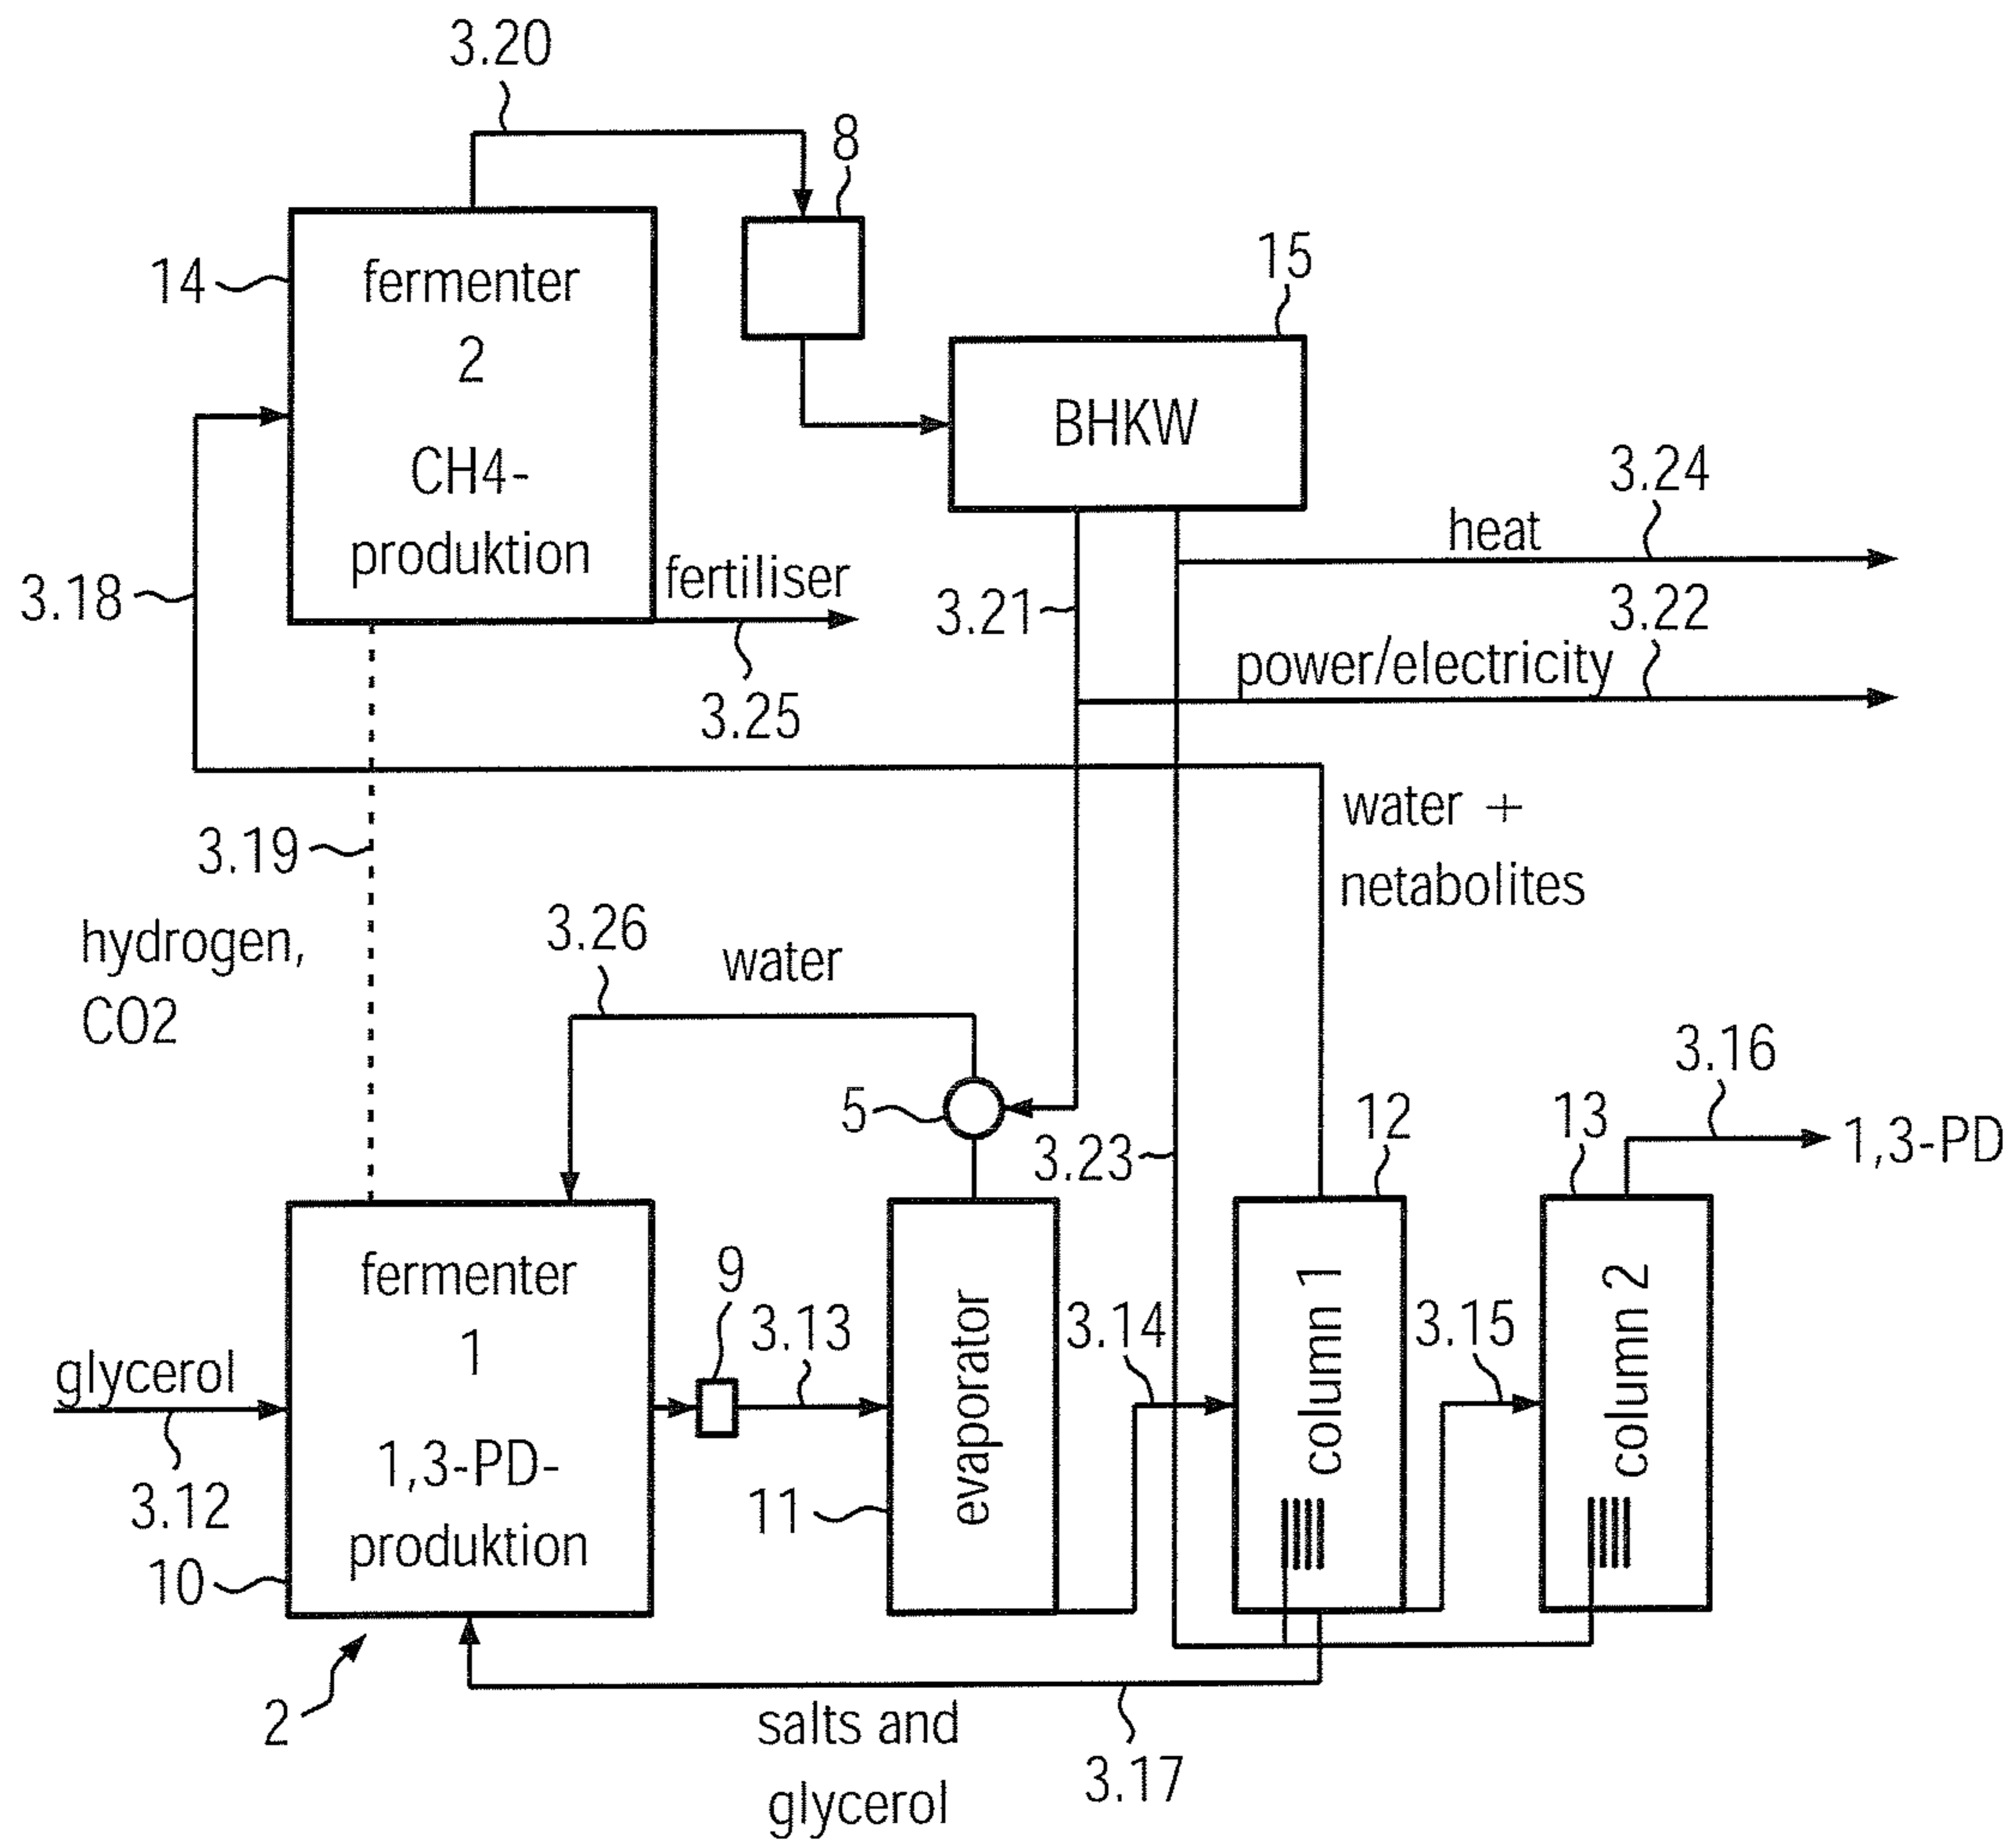 3.20
8
14
fermenter
2
CH4-
produktion
15
BHKW
3.24
heat
3.18
fertiliser
3.25
3.21
3.22
power/electricity
water +
netabolites
3.19
hydrogen,
CO2
3.26
water
5
3.23
12
13
3.16
1,3-PD
glycerol
3.12
10
fermenter
1
1,3-PD-
produktion
9
3.13
11
evaporator
3.14
column 1
3.15
column 2
2
salts and
glycerol
3.17